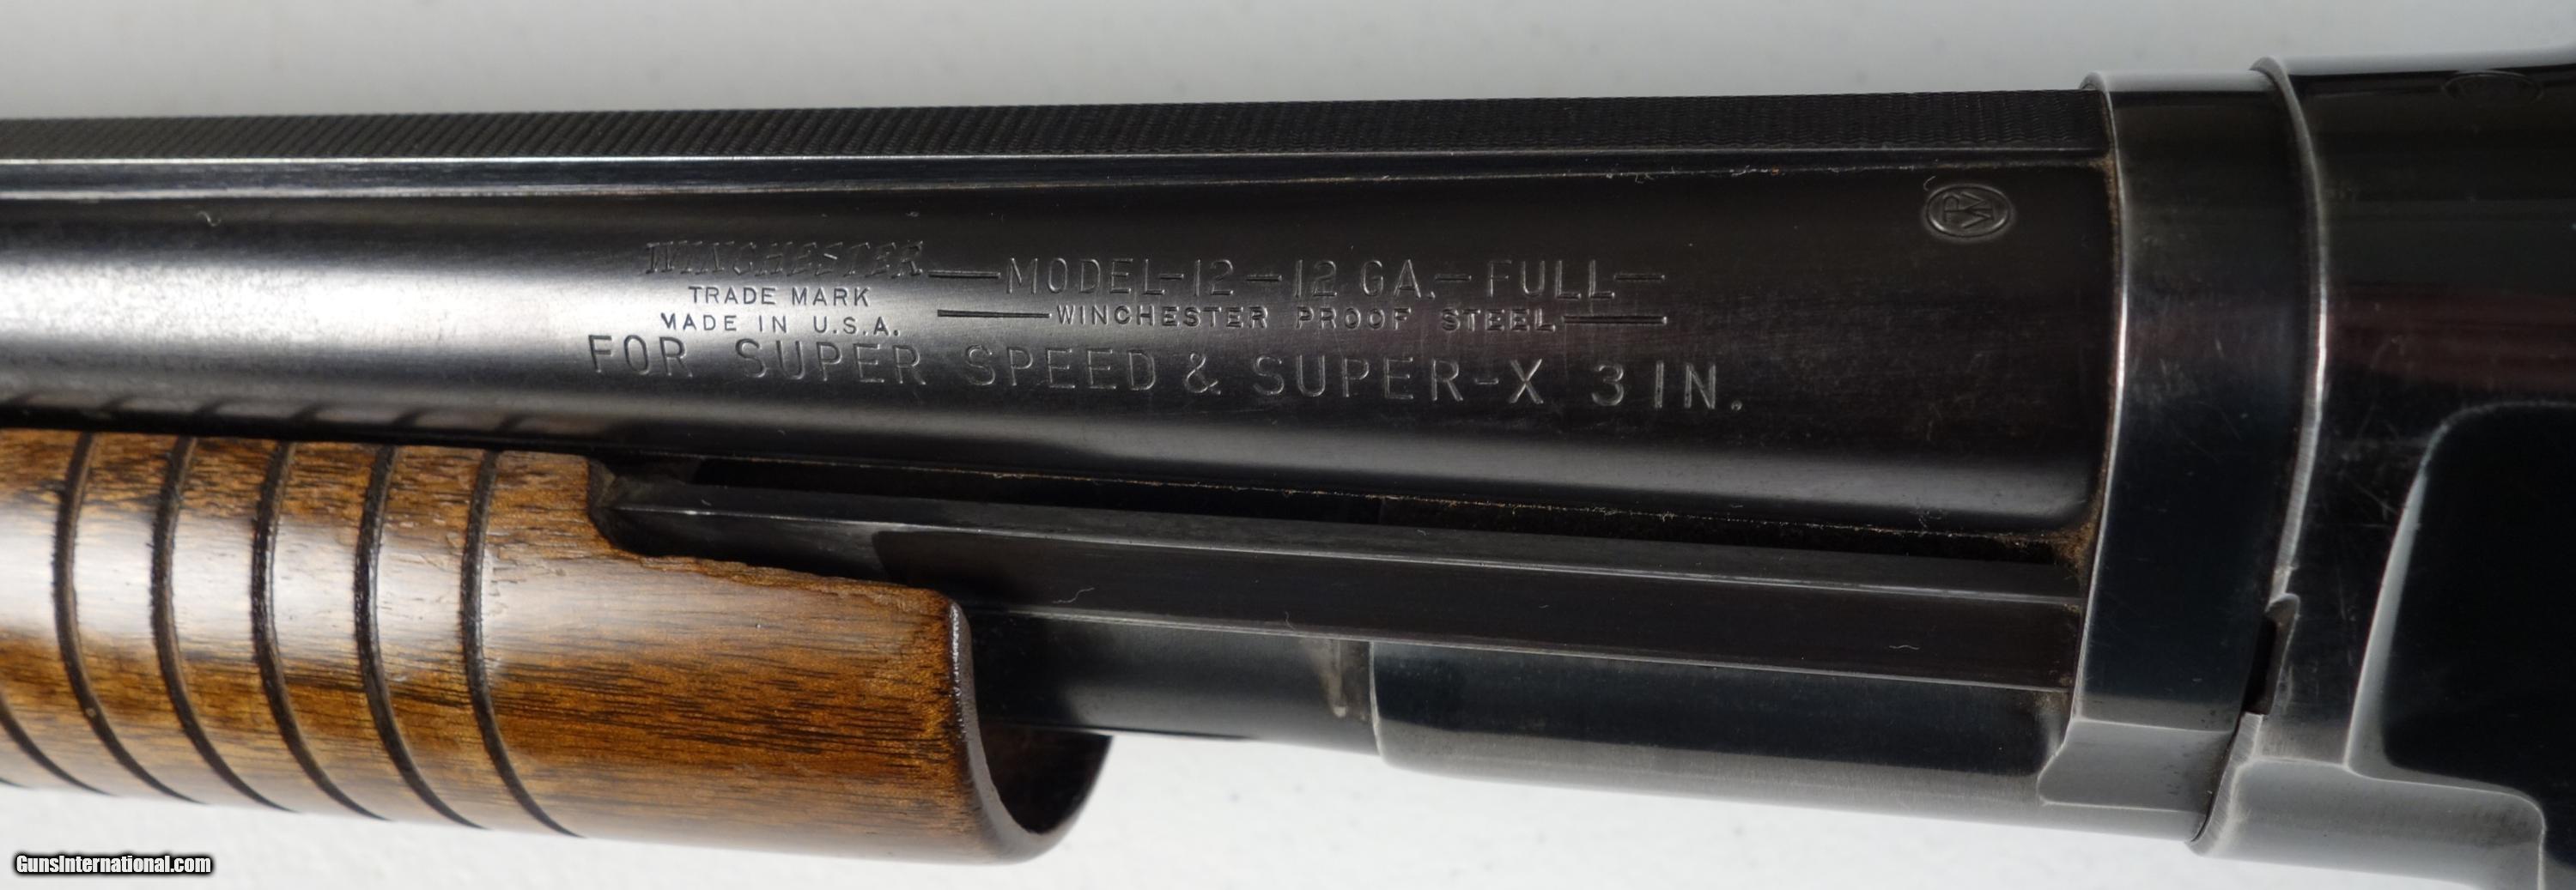 WP
WINCHESTER —MODEL-12-12 GA.-FULL—
TRADE MARK —WINCHESTER PROOF STEEL—
MADE IN U.S.A.
FOR SUPER SPEED & SUPER-X 3 IN.
GunsInternational.com